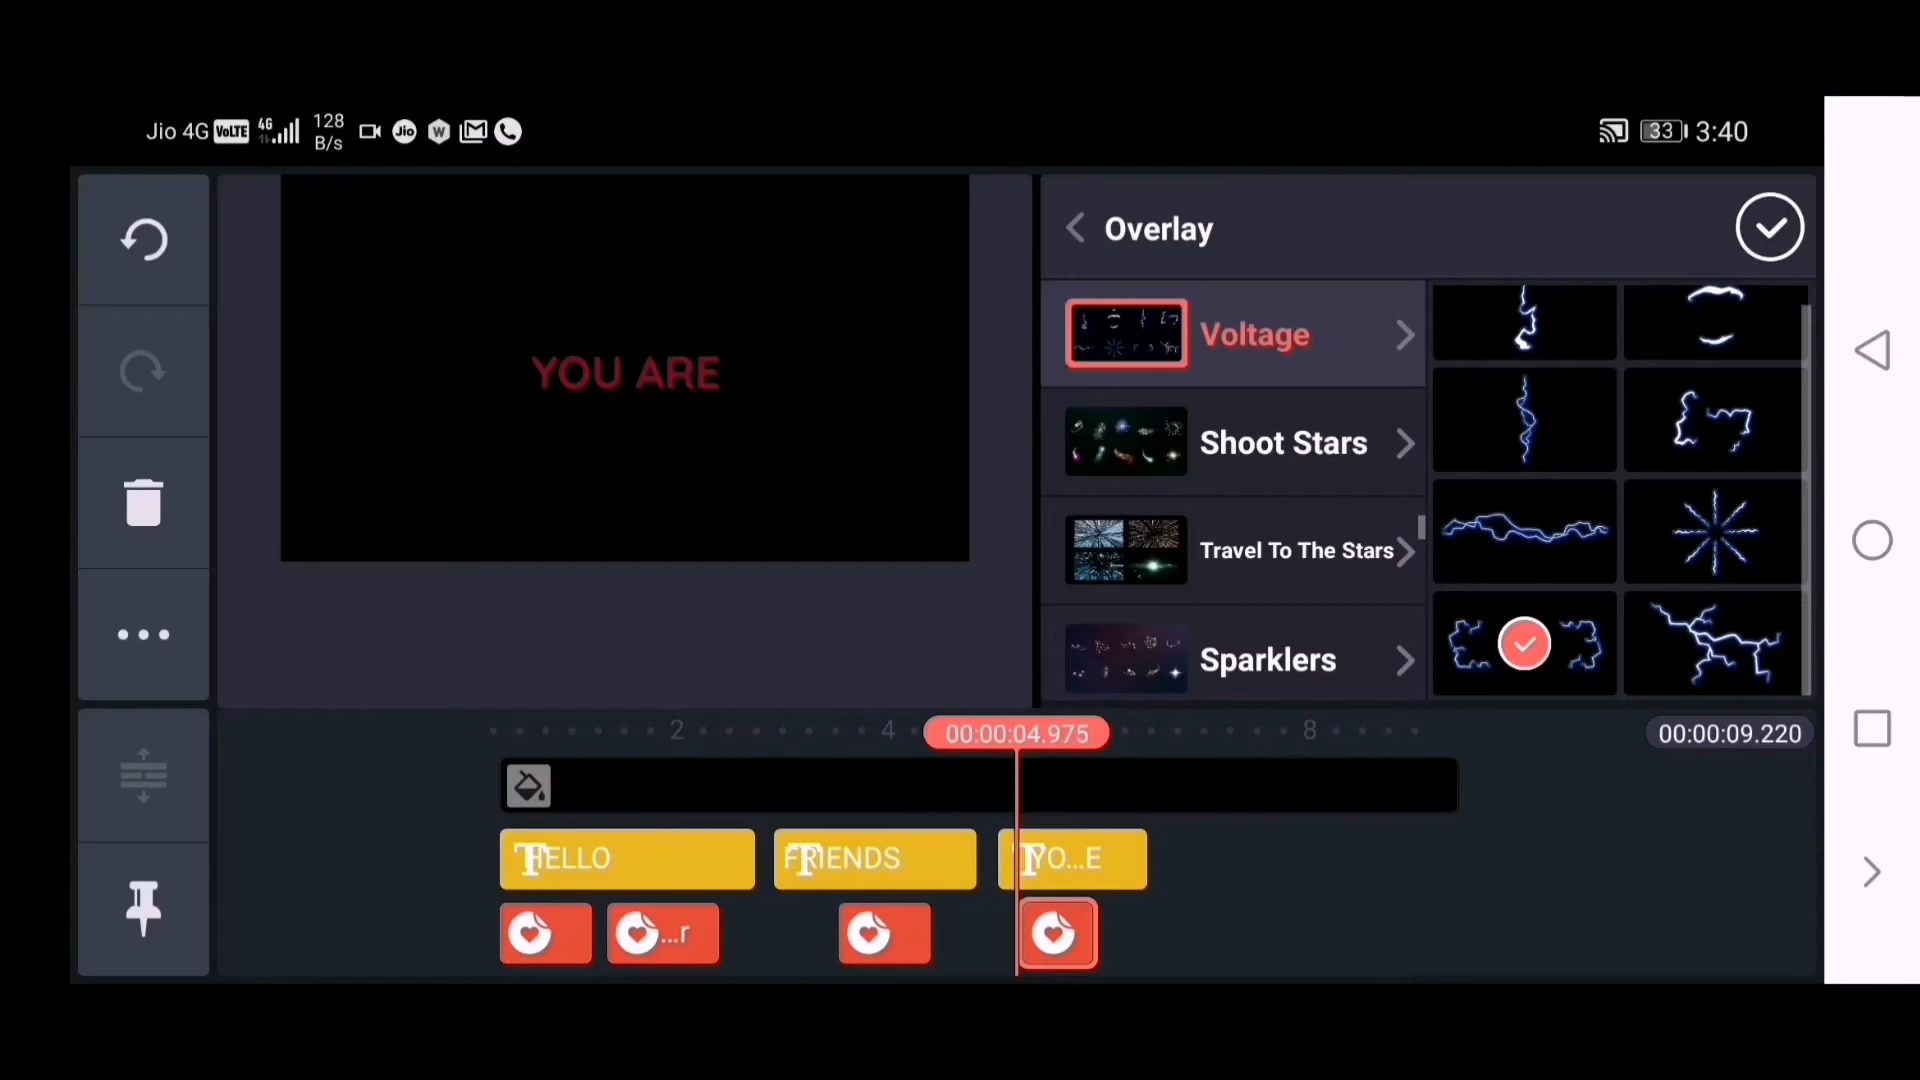 Jio 4G VoLTE 4G 128 B/s Jio W 33 3:40
Overlay
YOU ARE
Voltage
Shoot Stars
Travel To The Stars
Sparklers
2 4 00:00:04.975 8 00:00:09.220
HELLO FRIENDS YO...E
...r